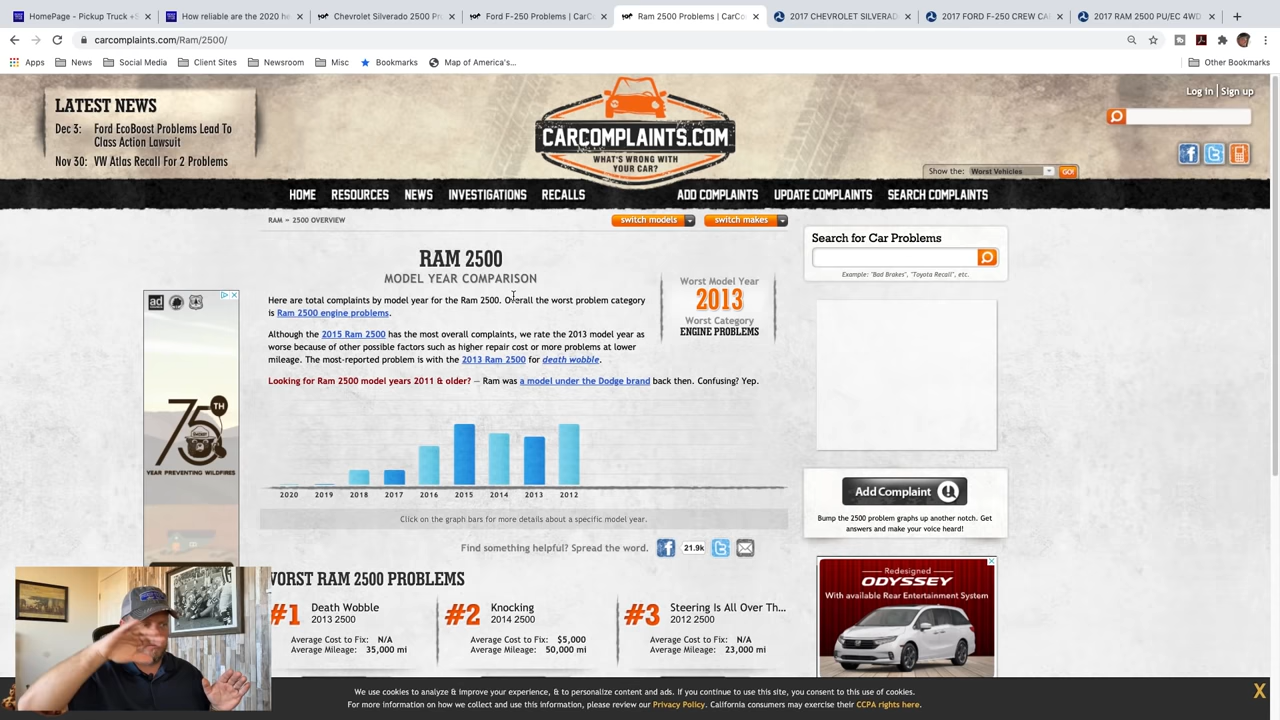 HomePage - Pickup Truck +S
How reliable are the 2020 he
Chevrolet Silverado 2500 Pro
Ford F-250 Problems | CarC
Ram 2500 Problems | CarCo
2017 CHEVROLET SILVERAD
2017 FORD F-250 CREW CA
2017 RAM 2500 PU/EC 4WD
carcomplaints.com/Ram/2500/
Apps
News
Social Media
Client Sites
Newsroom
Misc
Bookmarks
Map of America's...
Other Bookmarks
LATEST NEWS
Dec 3: Ford EcoBoost Problems Lead To
Class Action Lawsuit
Nov 30: VW Atlas Recall For 2 Problems
CARCOMPLAINTS.COM
WHAT'S WRONG WITH
YOUR CAR?
Log in | Sign up
Show the: Worst Vehicles GO!
HOME RESOURCES NEWS INVESTIGATIONS RECALLS ADD COMPLAINTS UPDATE COMPLAINTS SEARCH COMPLAINTS
RAM » 2500 OVERVIEW
switch models
switch makes
RAM 2500
MODEL YEAR COMPARISON
Here are total complaints by model year for the Ram 2500. Overall the worst problem category
is Ram 2500 engine problems.
Although the 2015 Ram 2500 has the most overall complaints, we rate the 2013 model year as
worse because of other possible factors such as higher repair cost or more problems at lower
mileage. The most-reported problem is with the 2013 Ram 2500 for death wobble.
Looking for Ram 2500 model years 2011 & older? — Ram was a model under the Dodge brand back then. Confusing? Yep.
Worst Model Year
2013
Worst Category
ENGINE PROBLEMS
2020 2019 2018 2017 2016 2015 2014 2013 2012
Click on the graph bars for more details about a specific model year.
Find something helpful? Spread the word.
21.9k
WORST RAM 2500 PROBLEMS
#1 Death Wobble
2013 2500
Average Cost to Fix: N/A
Average Mileage: 35,000 mi
#2 Knocking
2014 2500
Average Cost to Fix: $5,000
Average Mileage: 50,000 mi
#3 Steering Is All Over Th...
2012 2500
Average Cost to Fix: N/A
Average Mileage: 23,000 mi
Search for Car Problems
Example: "Bad Brakes", "Toyota Recall", etc.
Add Complaint
Bump the 2500 problem graphs up another notch. Get
answers and make your voice heard!
Redesigned
ODYSSEY
With available Rear Entertainment System
ad
75TH
YEAR PREVENTING WILDFIRES
We use cookies to analyze & improve your experience, & to personalize content and ads. If you continue to use this site, you consent to this use of cookies.
For more information on how we collect and use this information, please review our Privacy Policy. California consumers may exercise their CCPA rights here.
X